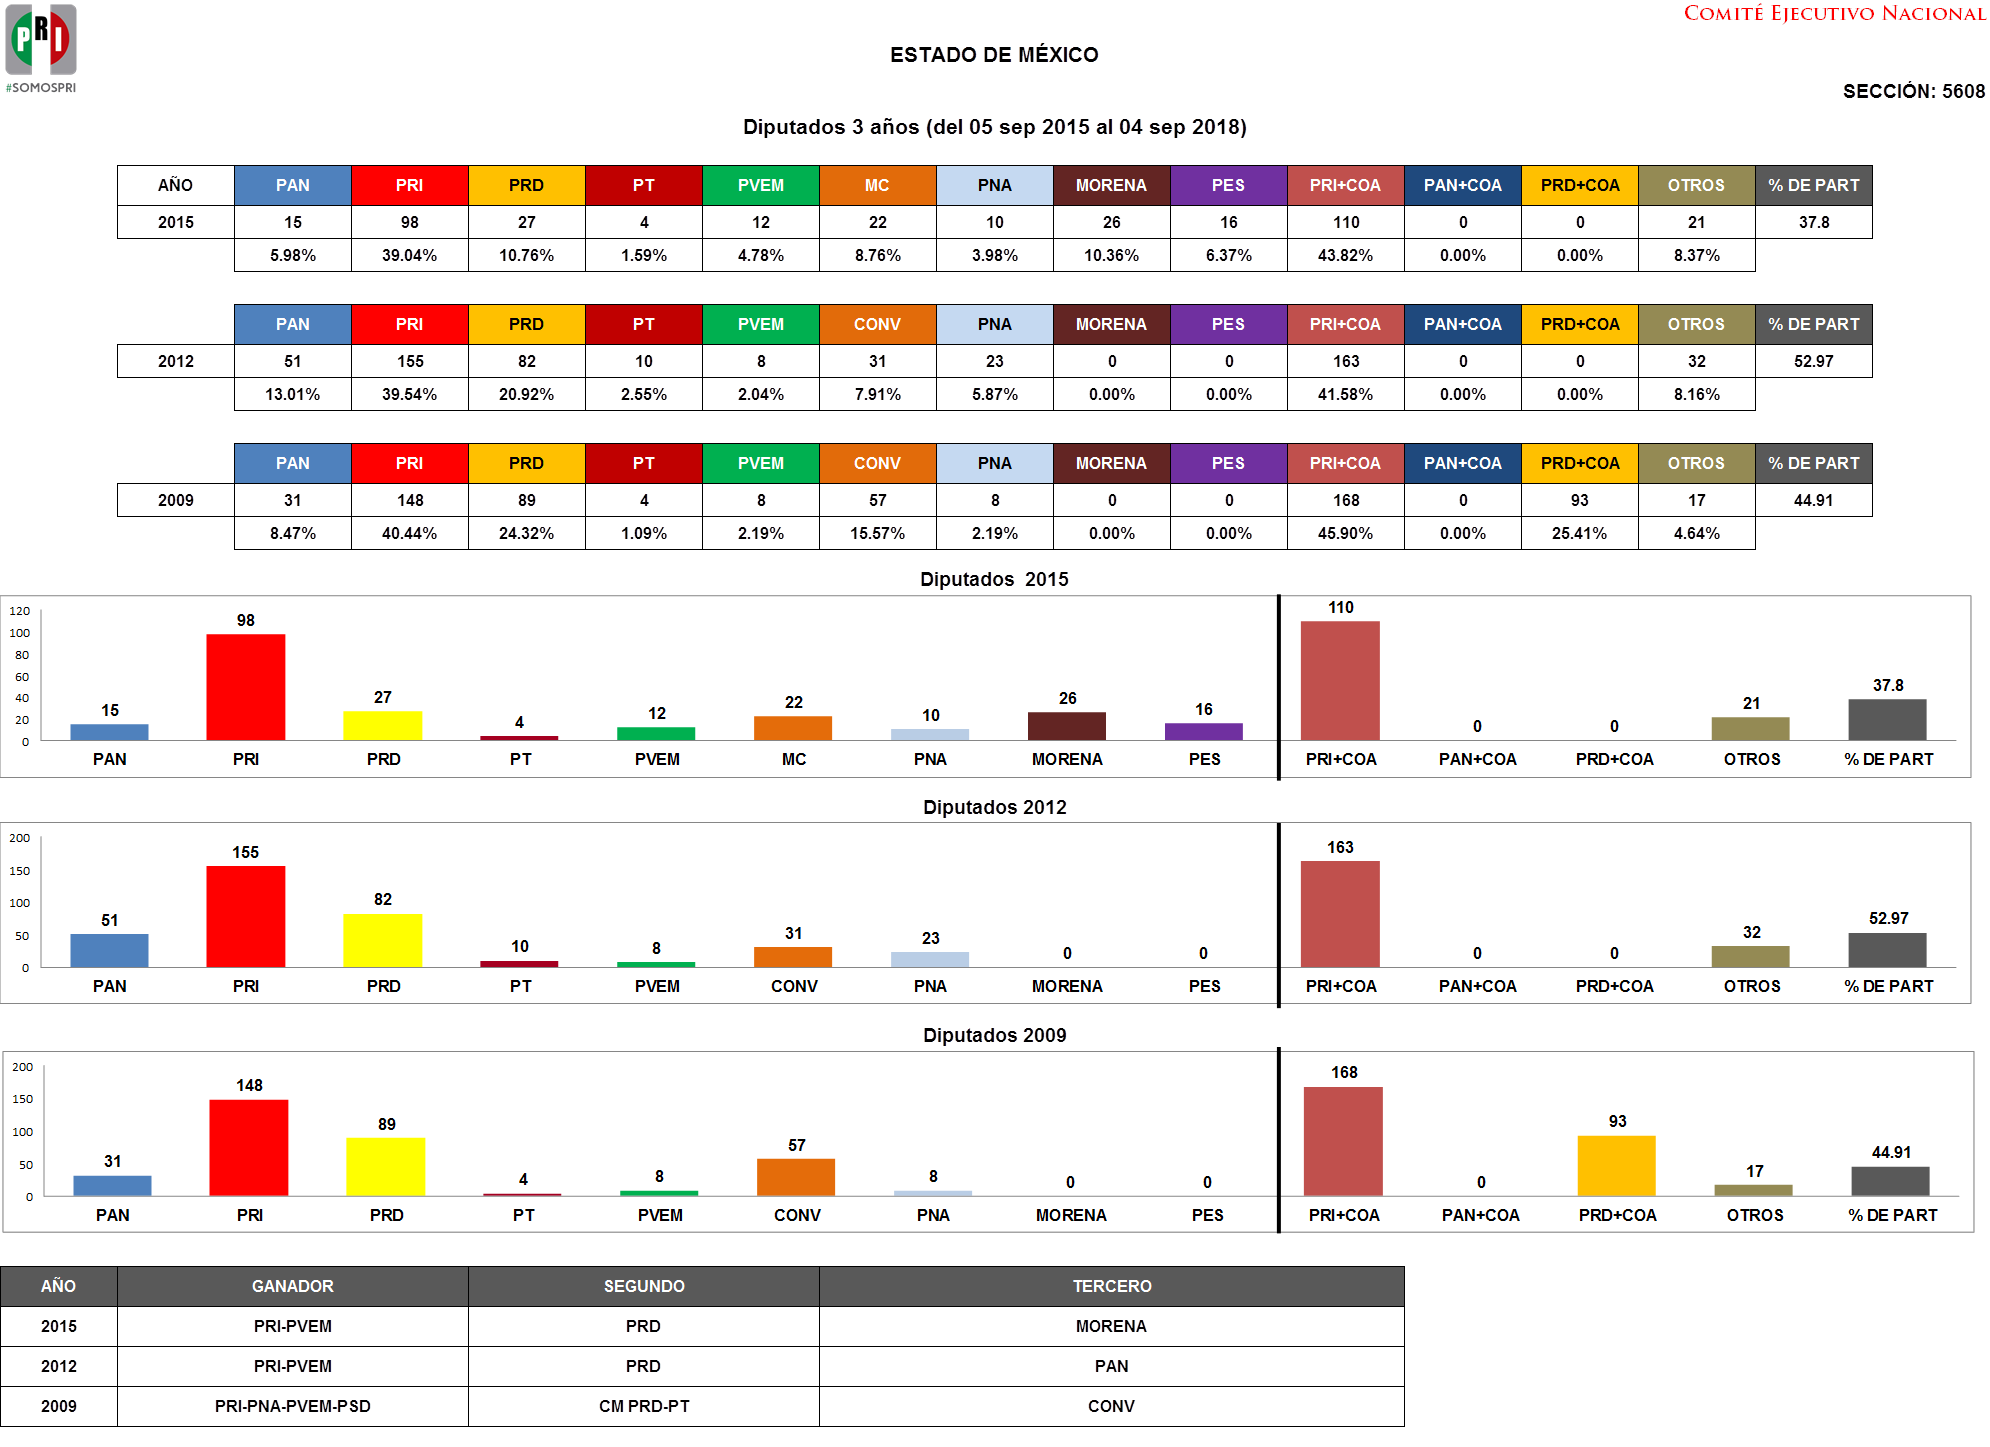 PRI
#SOMOSPRI
COMITÉ EJECUTIVO NACIONAL
ESTADO DE MÉXICO
SECCIÓN: 5608
Diputados 3 años (del 05 sep 2015 al 04 sep 2018)
AÑO PAN PRI PRD PT PVEM MC PNA MORENA PES PRI+COA PAN+COA PRD+COA OTROS % DE PART
2015 15 98 27 4 12 22 10 26 16 110 0 0 21 37.8
5.98% 39.04% 10.76% 1.59% 4.78% 8.76% 3.98% 10.36% 6.37% 43.82% 0.00% 0.00% 8.37%
PAN PRI PRD PT PVEM CONV PNA MORENA PES PRI+COA PAN+COA PRD+COA OTROS % DE PART
2012 51 155 82 10 8 31 23 0 0 163 0 0 32 52.97
13.01% 39.54% 20.92% 2.55% 2.04% 7.91% 5.87% 0.00% 0.00% 41.58% 0.00% 0.00% 8.16%
PAN PRI PRD PT PVEM CONV PNA MORENA PES PRI+COA PAN+COA PRD+COA OTROS % DE PART
2009 31 148 89 4 8 57 8 0 0 168 0 93 17 44.91
8.47% 40.44% 24.32% 1.09% 2.19% 15.57% 2.19% 0.00% 0.00% 45.90% 0.00% 25.41% 4.64%
Diputados 2015
120
100
80
60
40
20
0
15 98 27 4 12 22 10 26 16 110 0 0 21 37.8
PAN PRI PRD PT PVEM MC PNA MORENA PES PRI+COA PAN+COA PRD+COA OTROS % DE PART
Diputados 2012
200
150
100
50
0
51 155 82 10 8 31 23 0 0 163 0 0 32 52.97
PAN PRI PRD PT PVEM CONV PNA MORENA PES PRI+COA PAN+COA PRD+COA OTROS % DE PART
Diputados 2009
200
150
100
50
0
31 148 89 4 8 57 8 0 0 168 0 93 17 44.91
PAN PRI PRD PT PVEM CONV PNA MORENA PES PRI+COA PAN+COA PRD+COA OTROS % DE PART
AÑO GANADOR SEGUNDO TERCERO
2015 PRI-PVEM PRD MORENA
2012 PRI-PVEM PRD PAN
2009 PRI-PNA-PVEM-PSD CM PRD-PT CONV